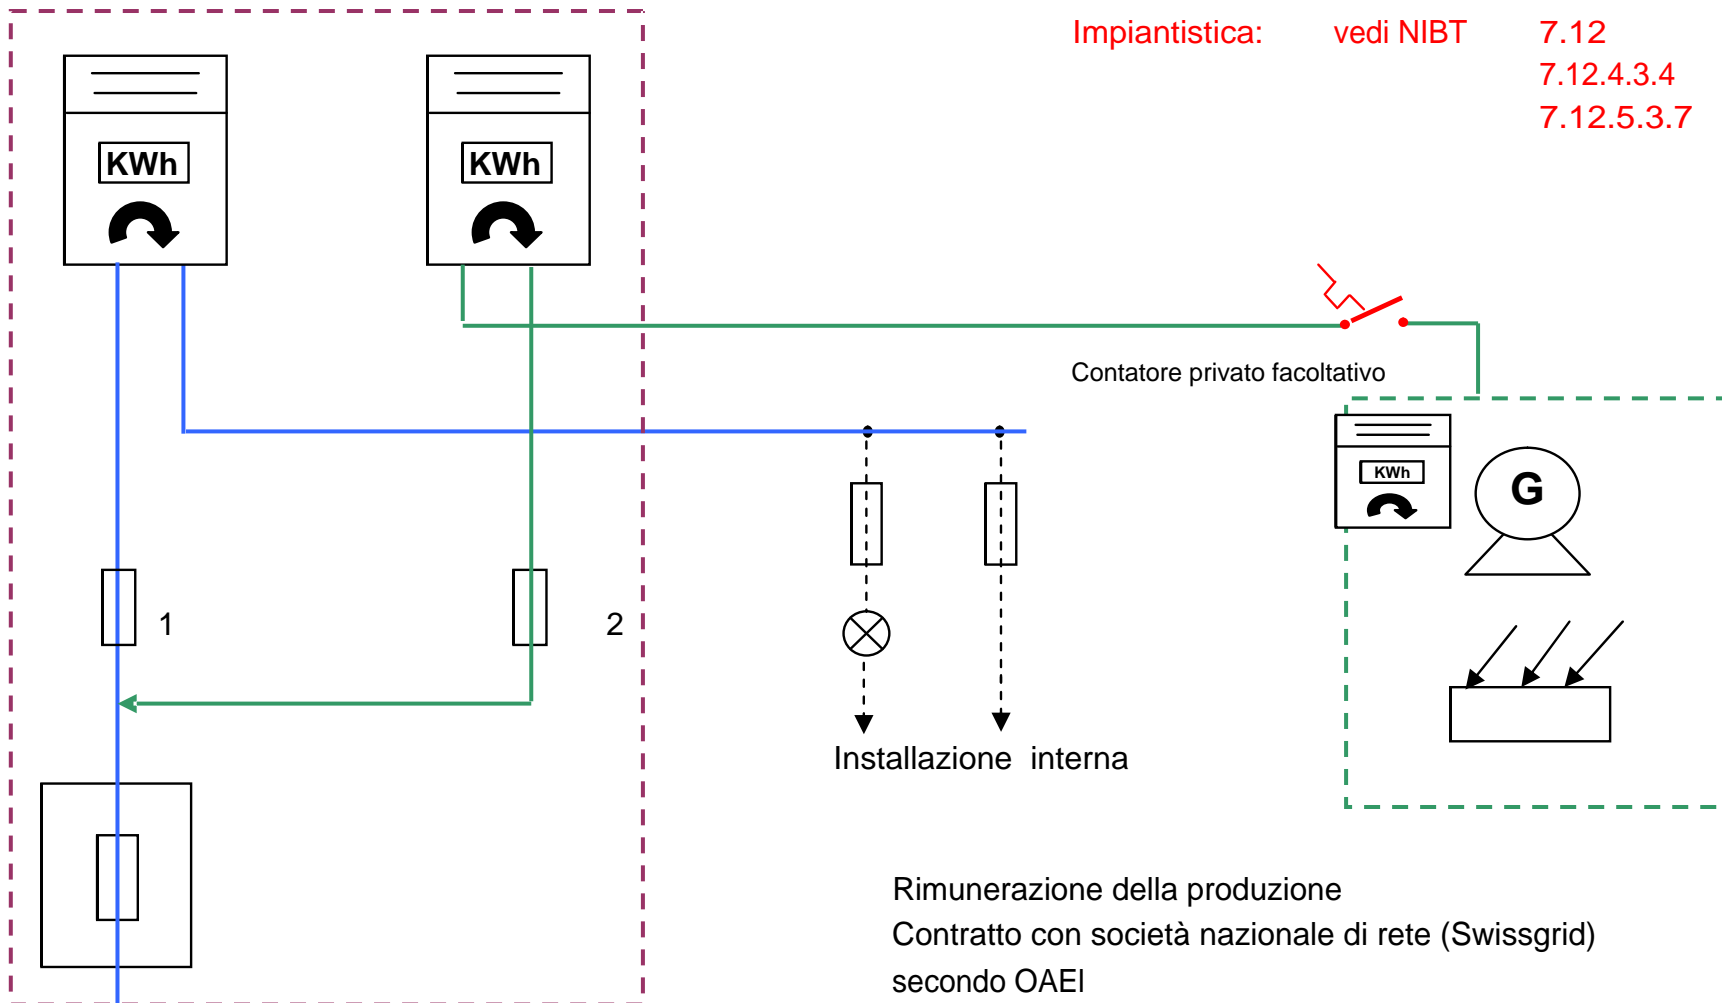 Impiantistica: vedi NIBT 7.12
7.12.4.3.4
7.12.5.3.7
KWh KWh
Contatore privato facoltativo
KWh
G
1 2
Installazione interna
Rimunerazione della produzione
Contratto con società nazionale di rete (Swissgrid)
secondo OAEl